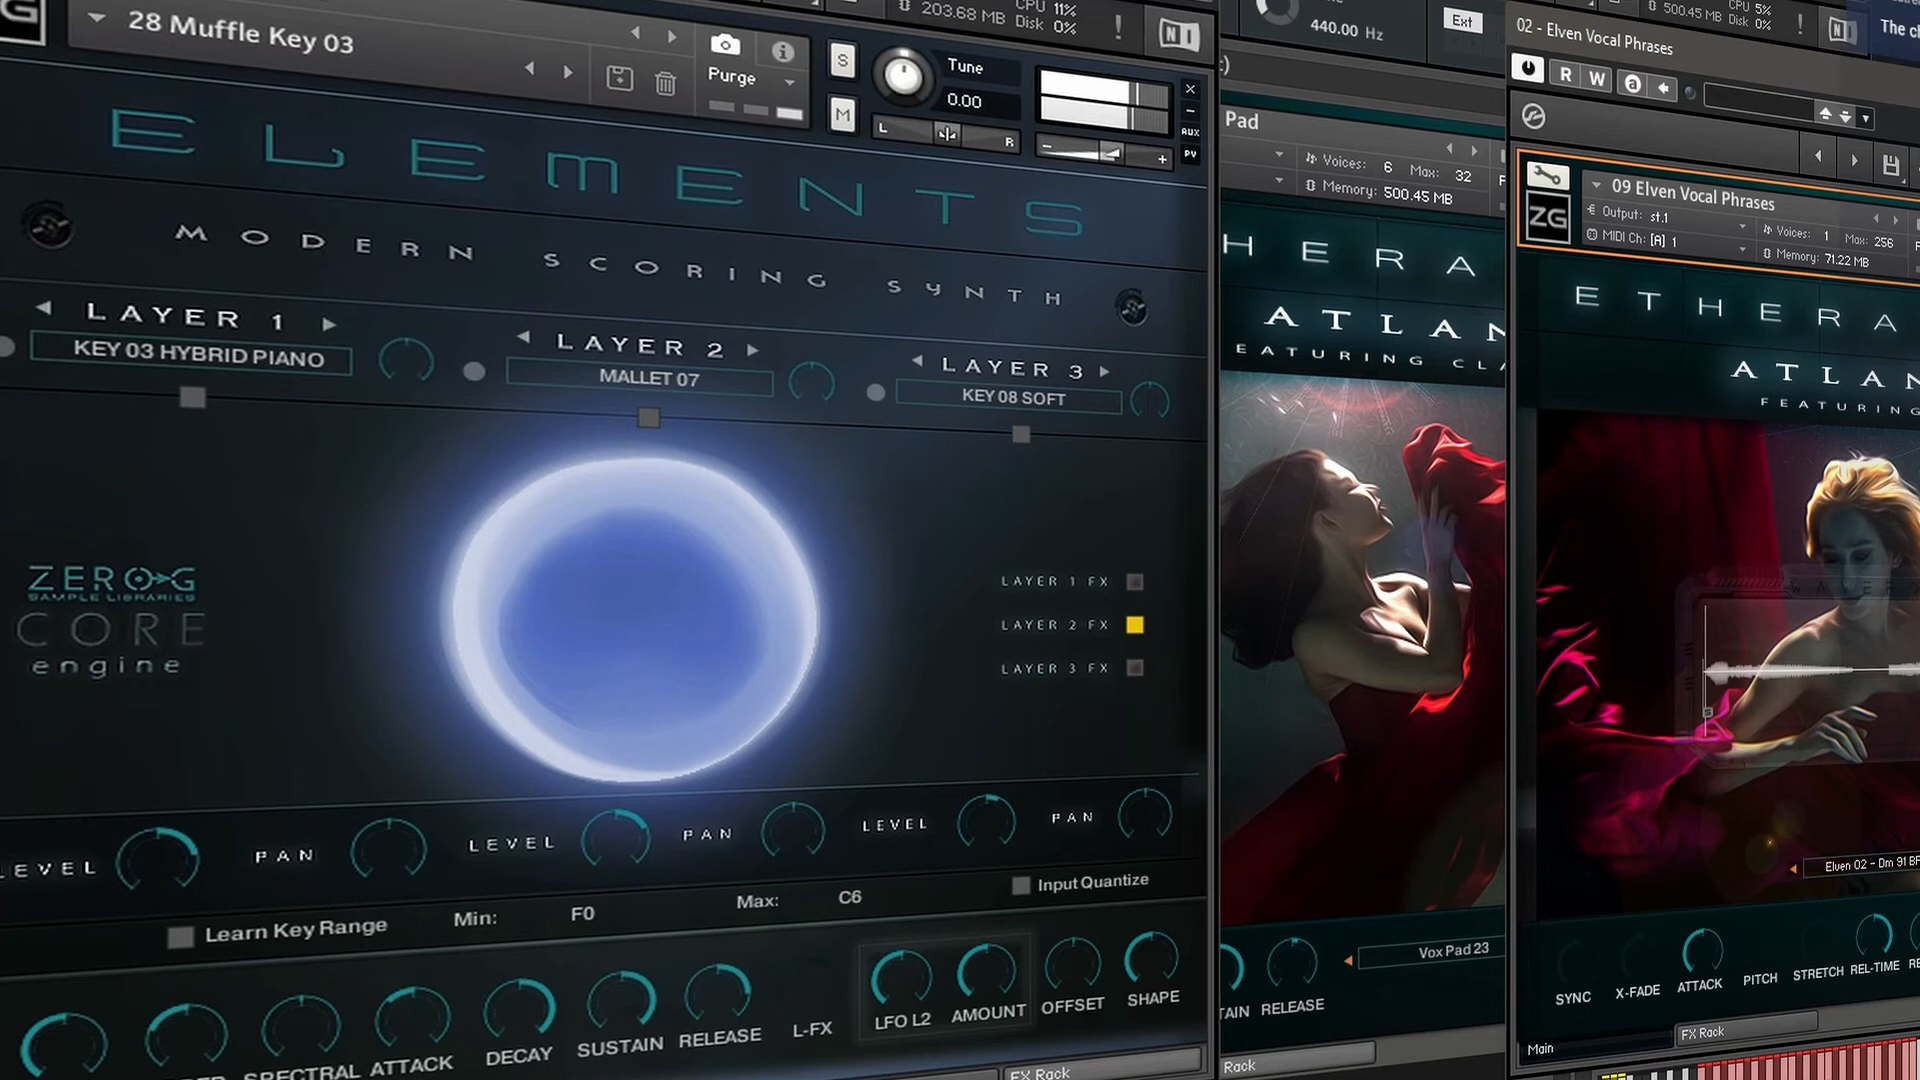 28 Muffle Key 03
Purge
S
M
Tune
0.00
L
R
203.68 MB
CPU 11%
Disk 0%
!
NI
×
AUX
PV
ELEMENTS
MODERN SCORING SYNTH
LAYER 1
KEY 03 HYBRID PIANO
LAYER 2
MALLET 07
LAYER 3
KEY 08 SOFT
ZERO-G
SAMPLE LIBRARIES
CORE
engine
LAYER 1 FX
LAYER 2 FX
LAYER 3 FX
LEVEL
PAN
LEVEL
PAN
LEVEL
PAN
Learn Key Range
Min:
F0
Max:
C6
Input Quantize
SPECTRAL
ATTACK
DECAY
SUSTAIN
RELEASE
L-FX
LFO L2
AMOUNT
OFFSET
SHAPE
FX Rack
440.00 Hz
Ext
Pad
Voices: 6 Max: 32
Memory: 500.45 MB
HERA
ATLAN
EATURING CLA
TAIN
RELEASE
Vox Pad 23
Rack
500.45 MB
CPU 5%
Disk 0%
!
NI
02 - Elven Vocal Phrases
R W
a
ZG
09 Elven Vocal Phrases
Output: st.1
MIDI Ch: [A] 1
Voices: 1 Max: 256
Memory: 71.22 MB
ETHERA
ATLAN
FEATURING
Elven 02 - Dm 91 BP
SYNC
X-FADE
ATTACK
PITCH
STRETCH
REL-TIME
Main
FX Rack